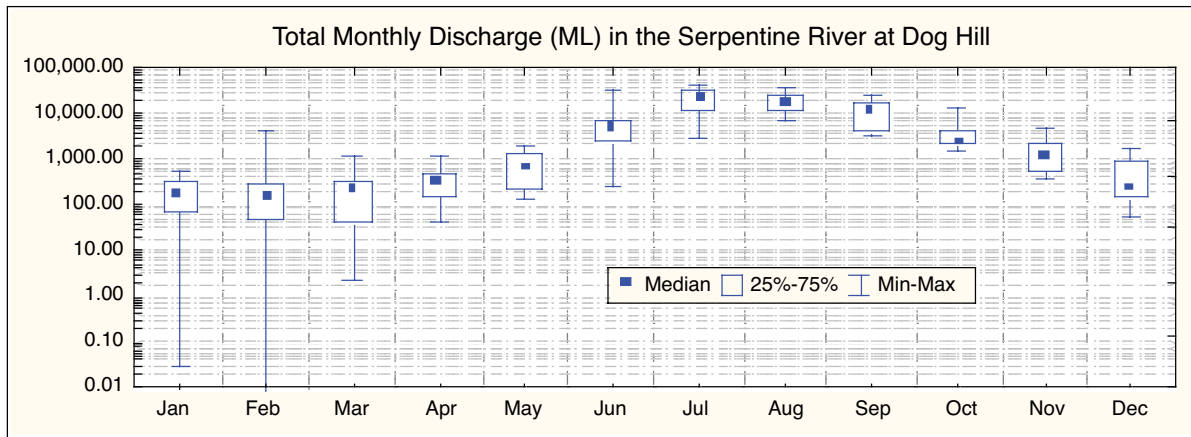 Total Monthly Discharge (ML) in the Serpentine River at Dog Hill
100,000.00
10,000.00
1,000.00
100.00
10.00
1.00
0.10
0.01
Median 25%-75% Min-Max
Jan Feb Mar Apr May Jun Jul Aug Sep Oct Nov Dec